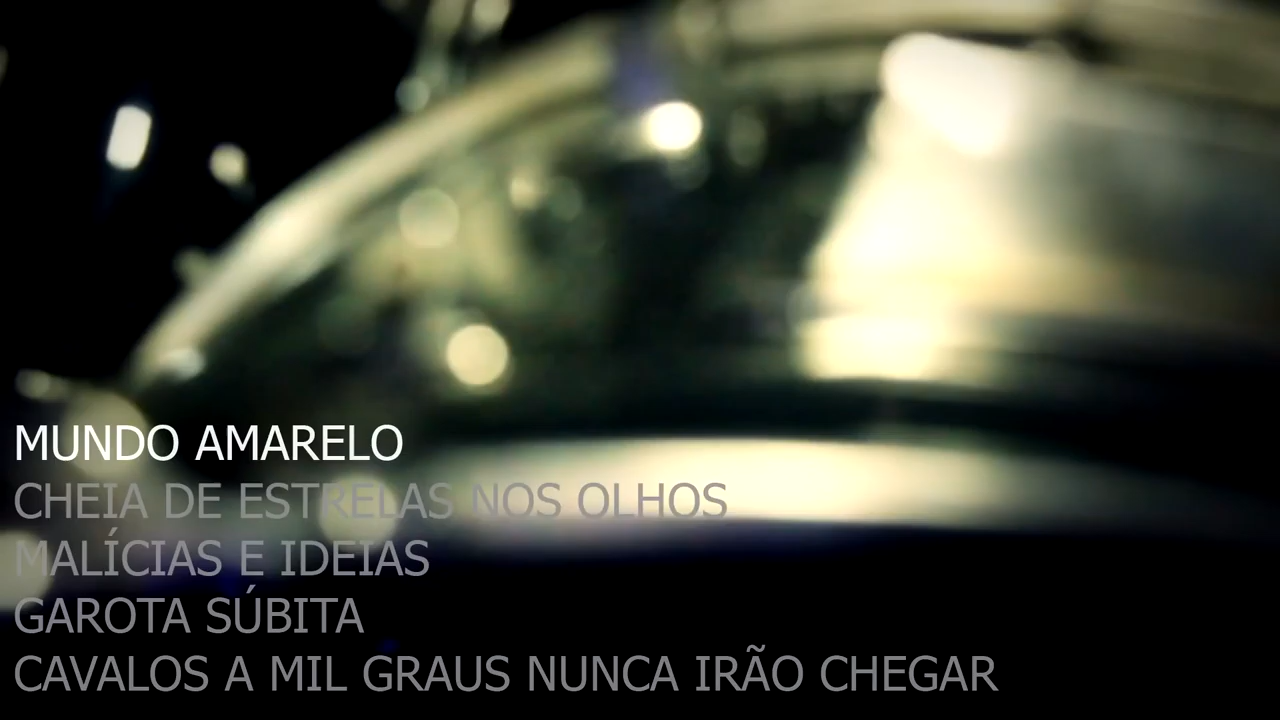 MUNDO AMARELO
CHEIA DE ESTRELAS NOS OLHOS
MALÍCIAS E IDEIAS
GAROTA SÚBITA
CAVALOS A MIL GRAUS NUNCA IRÃO CHEGAR